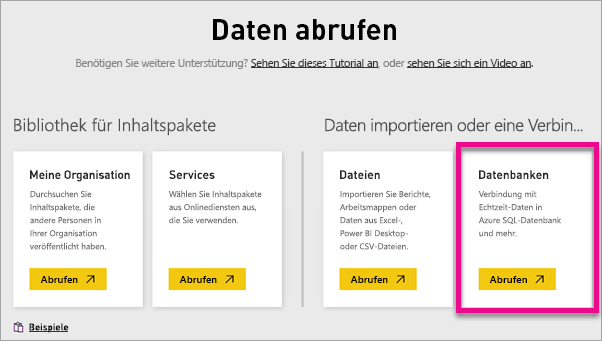 Daten abrufen
Benötigen Sie weitere Unterstützung? Sehen Sie dieses Tutorial an, oder sehen Sie sich ein Video an.
Bibliothek für Inhaltspakete
Meine Organisation
Durchsuchen Sie
Inhaltspakete, die
andere Personen in
Ihrer Organisation
veröffentlicht haben.
Abrufen
Services
Wählen Sie Inhaltspakete
aus Onlinediensten aus,
die Sie verwenden.
Abrufen
Daten importieren oder eine Verbin...
Dateien
Importieren Sie Berichte,
Arbeitsmappen oder
Daten aus Excel-,
Power BI Desktop-
oder CSV-Dateien.
Abrufen
Datenbanken
Verbindung mit
Echtzeit-Daten in
Azure SQL-Datenbank
und mehr.
Abrufen
Beispiele